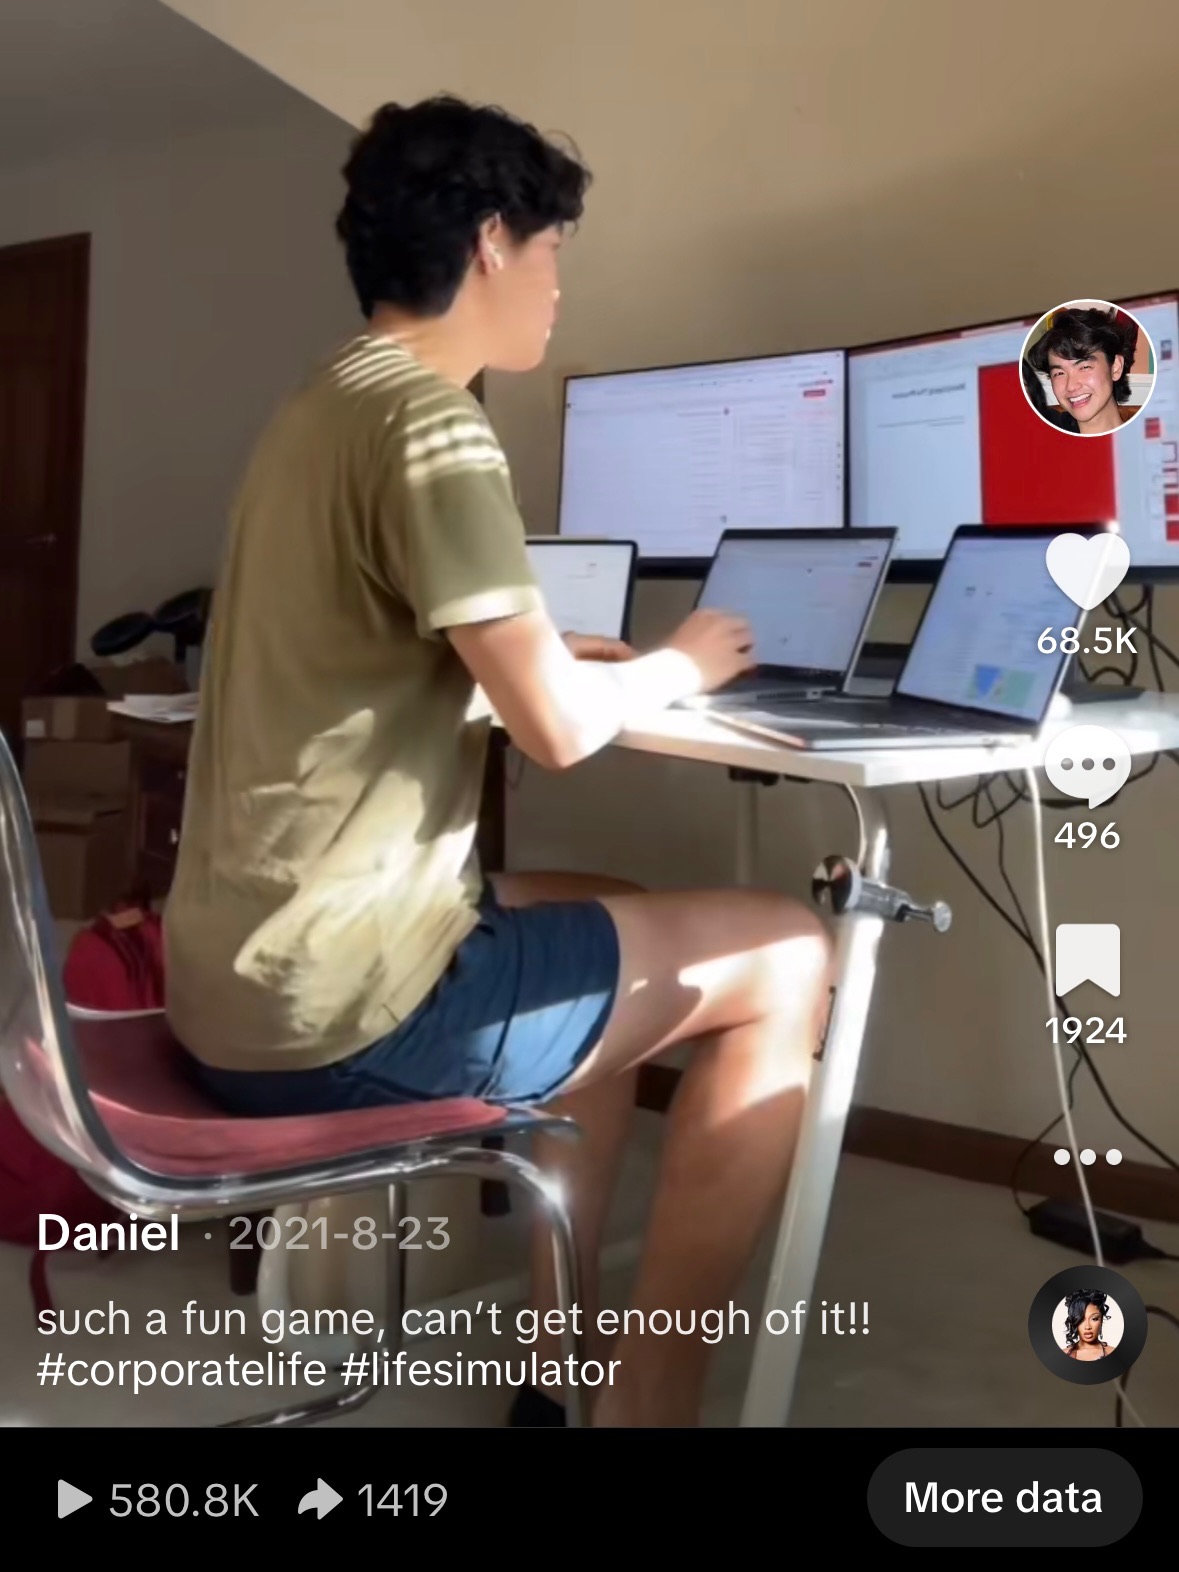 68.5K
496
1924
Daniel · 2021-8-23
such a fun game, can’t get enough of it!!
#corporatelife #lifesimulator
580.8K 1419
More data